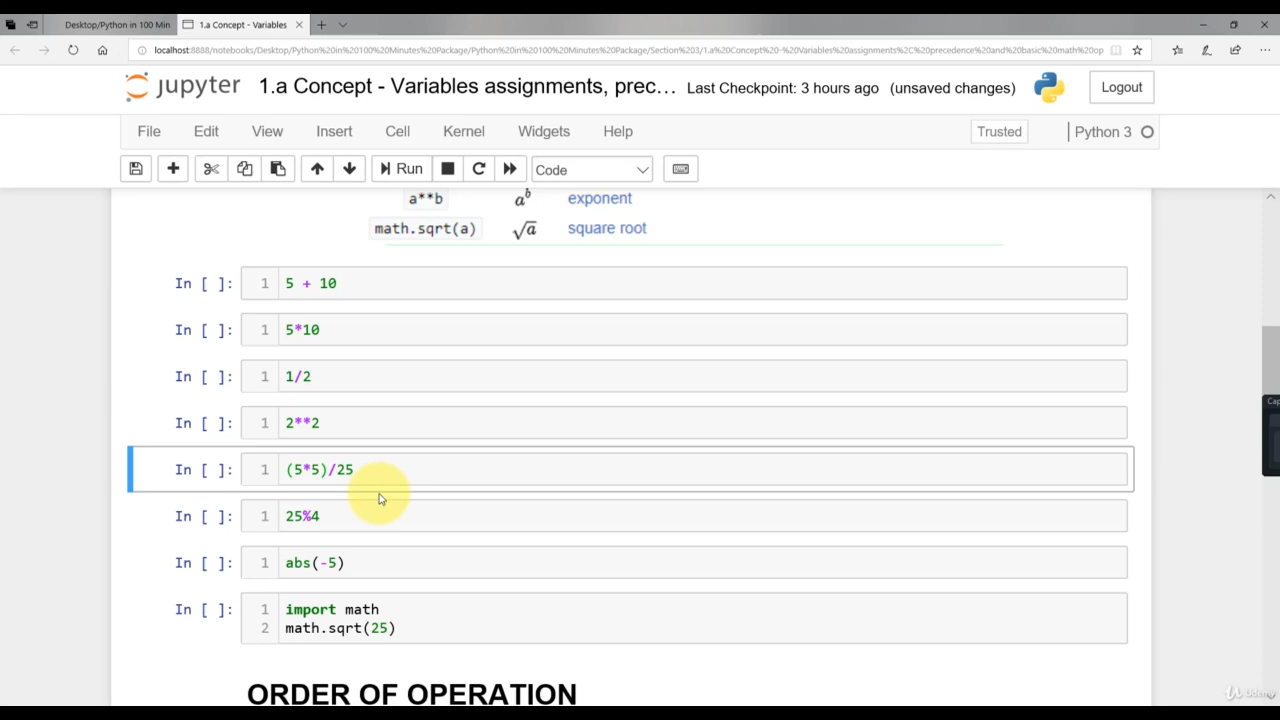 Desktop/Python in 100 Min
1.a Concept - Variables
localhost:8888/notebooks/Desktop/Python%20in%20100%20Minutes%20Package/Python%20in%20100%20Minutes%20Package/Section%203/1.a%20Concept%20-%20Variables%20assignments%2C%20precedence%20and%20basic%20math%20op
jupyter 1.a Concept - Variables assignments, prec... Last Checkpoint: 3 hours ago (unsaved changes) Logout
File Edit View Insert Cell Kernel Widgets Help Trusted Python 3
Run Code
a**b a^b exponent
math.sqrt(a) √a square root
In [ ]: 1 5 + 10
In [ ]: 1 5*10
In [ ]: 1 1/2
In [ ]: 1 2**2
Cap
In [ ]: 1 (5*5)/25
In [ ]: 1 25%4
In [ ]: 1 abs(-5)
In [ ]: 1 import math
2 math.sqrt(25)
ORDER OF OPERATION
Udemy